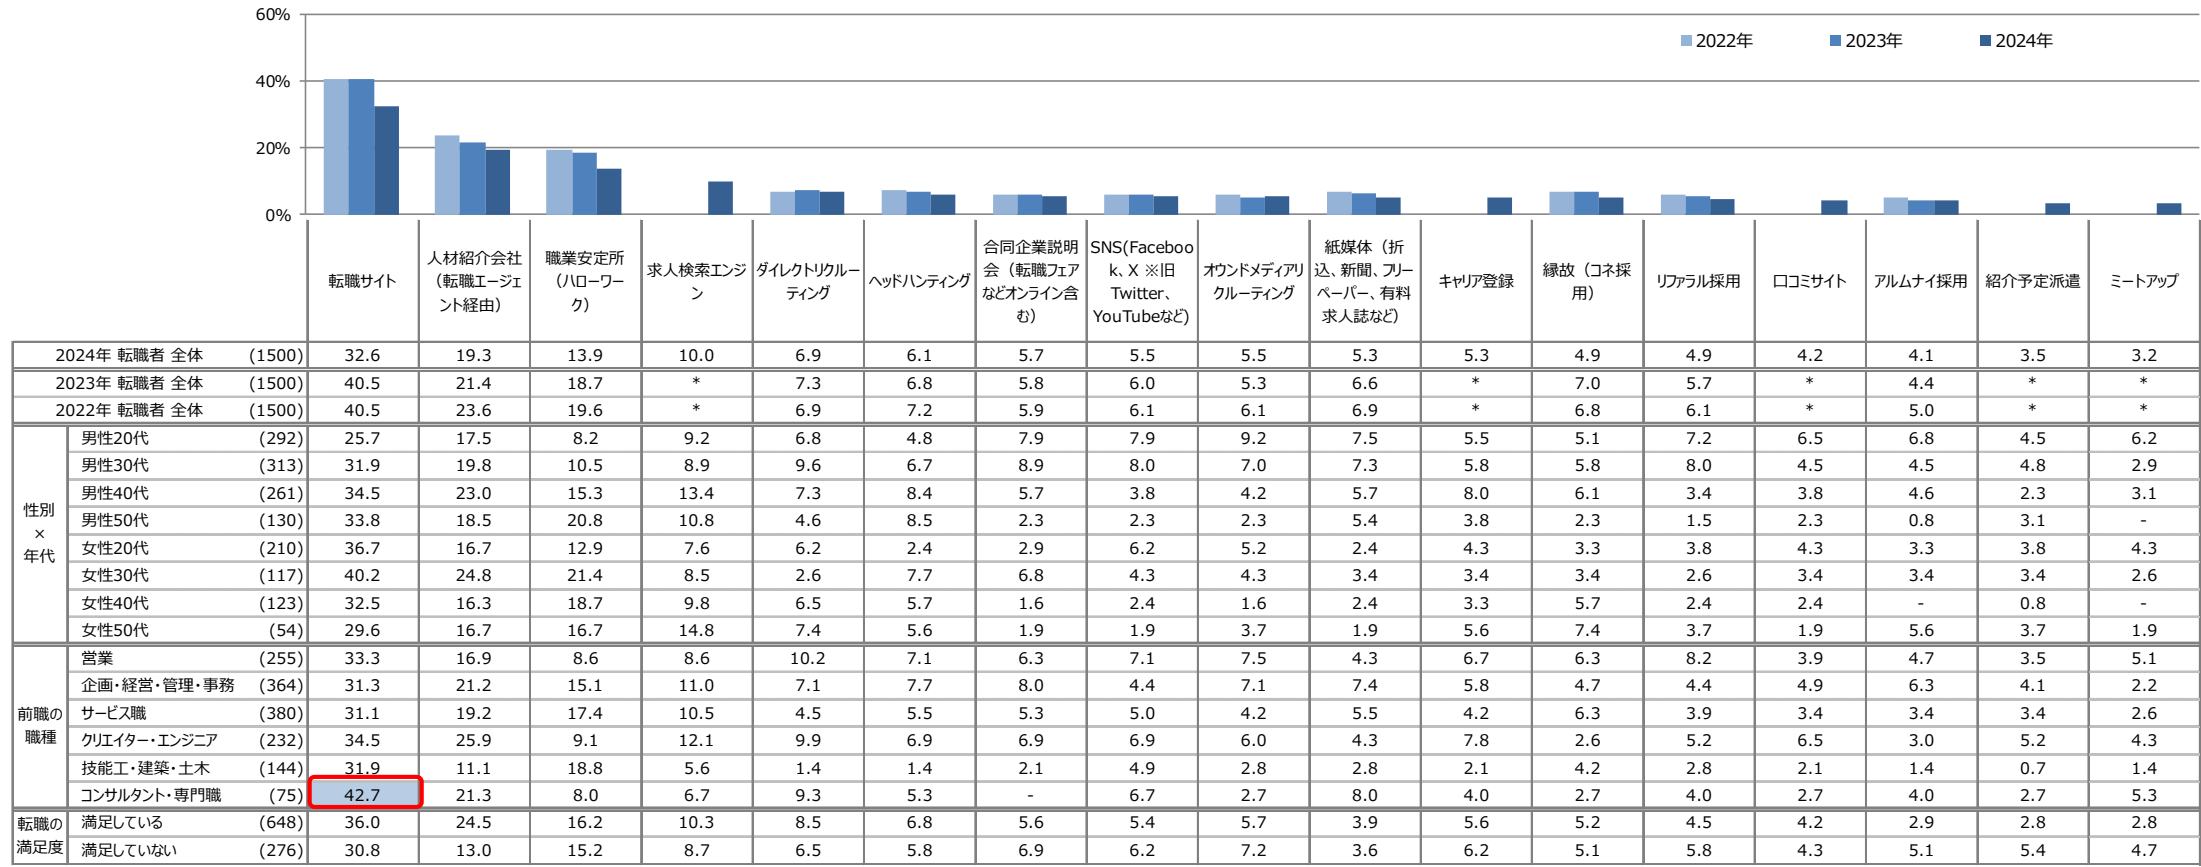 60%
40%
20%
0%
2022年 2023年 2024年
転職サイト
人材紹介会社
（転職エージェ
ント経由）
職業安定所
（ハローワー
ク）
求人検索エンジ
ン
ダイレクトリクルー
ティング
ヘッドハンティング
合同企業説明
会（転職フェア
などオンライン含
む）
SNS(Faceboo
k、X ※旧
Twitter、
YouTubeなど)
オウンドメディアリ
クルーティング
紙媒体（折
込、新聞、フリー
ペーパー、有料
求人誌など）
キャリア登録
縁故（コネ採
用）
リファラル採用
口コミサイト
アルムナイ採用
紹介予定派遣
ミートアップ
2024年 転職者 全体 (1500) 32.6 19.3 13.9 10.0 6.9 6.1 5.7 5.5 5.5 5.3 5.3 4.9 4.9 4.2 4.1 3.5 3.2
2023年 転職者 全体 (1500) 40.5 21.4 18.7 * 7.3 6.8 5.8 6.0 5.3 6.6 * 7.0 5.7 * 4.4 * *
2022年 転職者 全体 (1500) 40.5 23.6 19.6 * 6.9 7.2 5.9 6.1 6.1 6.9 * 6.8 6.1 * 5.0 * *
性別
×
年代
男性20代 (292) 25.7 17.5 8.2 9.2 6.8 4.8 7.9 7.9 9.2 7.5 5.5 5.1 7.2 6.5 6.8 4.5 6.2
男性30代 (313) 31.9 19.8 10.5 8.9 9.6 6.7 8.9 8.0 7.0 7.3 5.8 5.8 8.0 4.5 4.5 4.8 2.9
男性40代 (261) 34.5 23.0 15.3 13.4 7.3 8.4 5.7 3.8 4.2 5.7 8.0 6.1 3.4 3.8 4.6 2.3 3.1
男性50代 (130) 33.8 18.5 20.8 10.8 4.6 8.5 2.3 2.3 2.3 5.4 3.8 2.3 1.5 2.3 0.8 3.1 -
女性20代 (210) 36.7 16.7 12.9 7.6 6.2 2.4 2.9 6.2 5.2 2.4 4.3 3.3 3.8 4.3 3.3 3.8 4.3
女性30代 (117) 40.2 24.8 21.4 8.5 2.6 7.7 6.8 4.3 4.3 3.4 3.4 3.4 2.6 3.4 3.4 3.4 2.6
女性40代 (123) 32.5 16.3 18.7 9.8 6.5 5.7 1.6 2.4 1.6 2.4 3.3 5.7 2.4 2.4 - 0.8 -
女性50代 (54) 29.6 16.7 16.7 14.8 7.4 5.6 1.9 1.9 3.7 1.9 5.6 7.4 3.7 1.9 5.6 3.7 1.9
前職の
職種
営業 (255) 33.3 16.9 8.6 8.6 10.2 7.1 6.3 7.1 7.5 4.3 6.7 6.3 8.2 3.9 4.7 3.5 5.1
企画・経営・管理・事務 (364) 31.3 21.2 15.1 11.0 7.1 7.7 8.0 4.4 7.1 7.4 5.8 4.7 4.4 4.9 6.3 4.1 2.2
サービス職 (380) 31.1 19.2 17.4 10.5 4.5 5.5 5.3 5.0 4.2 5.5 4.2 6.3 3.9 3.4 3.4 3.4 2.6
クリエイター・エンジニア (232) 34.5 25.9 9.1 12.1 9.9 6.9 6.9 6.9 6.0 4.3 7.8 2.6 5.2 6.5 3.0 5.2 4.3
技能工・建築・土木 (144) 31.9 11.1 18.8 5.6 1.4 1.4 2.1 4.9 2.8 2.8 2.1 4.2 2.8 2.1 1.4 0.7 1.4
コンサルタント・専門職 (75) 42.7 21.3 8.0 6.7 9.3 5.3 - 6.7 2.7 8.0 4.0 2.7 4.0 2.7 4.0 2.7 5.3
転職の
満足度
満足している (648) 36.0 24.5 16.2 10.3 8.5 6.8 5.6 5.4 5.7 3.9 5.6 5.2 4.5 4.2 2.9 2.8 2.8
満足していない (276) 30.8 13.0 15.2 8.7 6.5 5.8 6.9 6.2 7.2 3.6 6.2 5.1 5.8 4.3 5.1 5.4 4.7